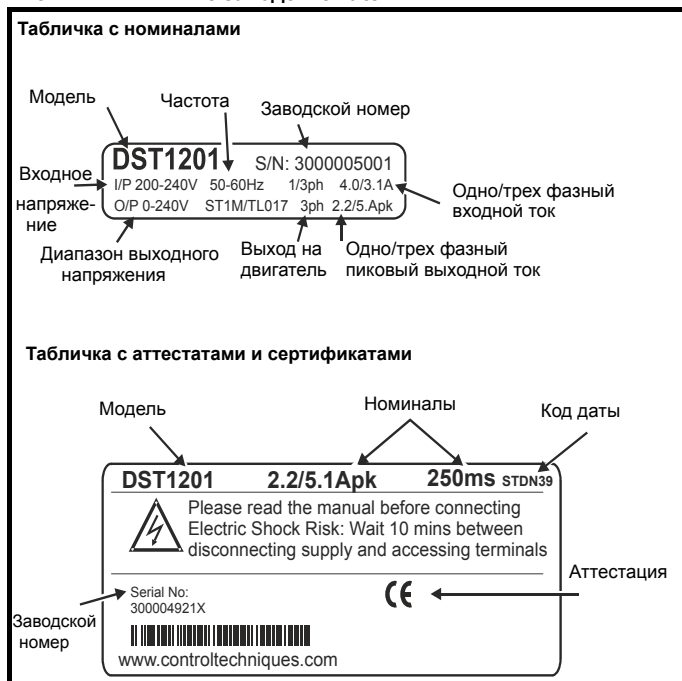 Табличка с номиналами
Модель
Частота
Заводской номер
DST1201 S/N: 3000005001
Входное напряже-ние
I/P 200-240V 50-60Hz 1/3ph 4.0/3.1A
O/P 0-240V ST1M/TL017 3ph 2.2/5.Apk
Одно/трех фазный
входной ток
Диапазон выходного
напряжения
Выход на
двигатель
Одно/трех фазный
пиковый выходной ток
Табличка с аттестатами и сертификатами
Модель
Номиналы
Код даты
DST1201 2.2/5.1Apk 250ms STDN39
Please read the manual before connecting
Electric Shock Risk: Wait 10 mins between
disconnecting supply and accessing terminals
Аттестация
Serial No:
300004921X
CE
Заводской
номер
www.controltechniques.com